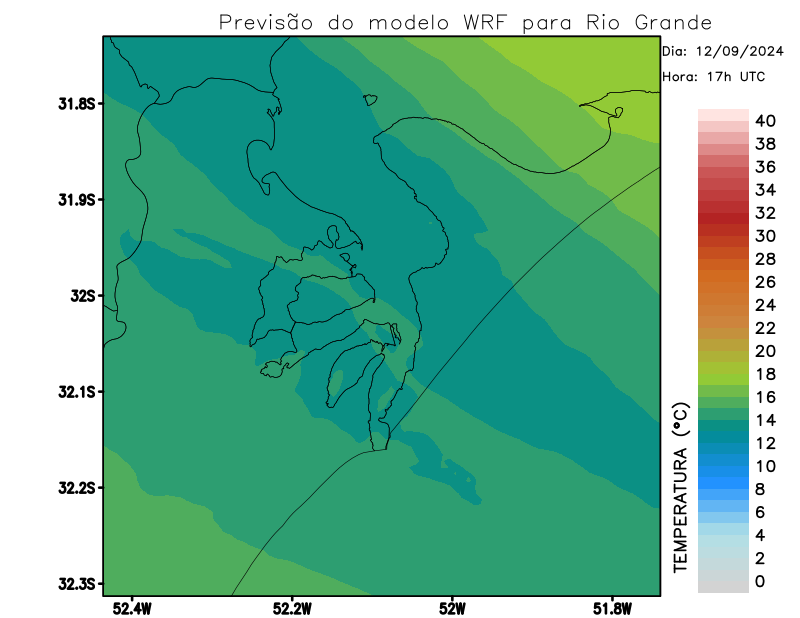 Previsão do modelo WRF para Rio Grande
Dia: 12/09/2024
Hora: 17h UTC
31.8S
31.9S
32S
32.1S
32.2S
32.3S
52.4W
52.2W
52W
51.8W
TEMPERATURA (°C)
40
38
36
34
32
30
28
26
24
22
20
18
16
14
12
10
8
6
4
2
0